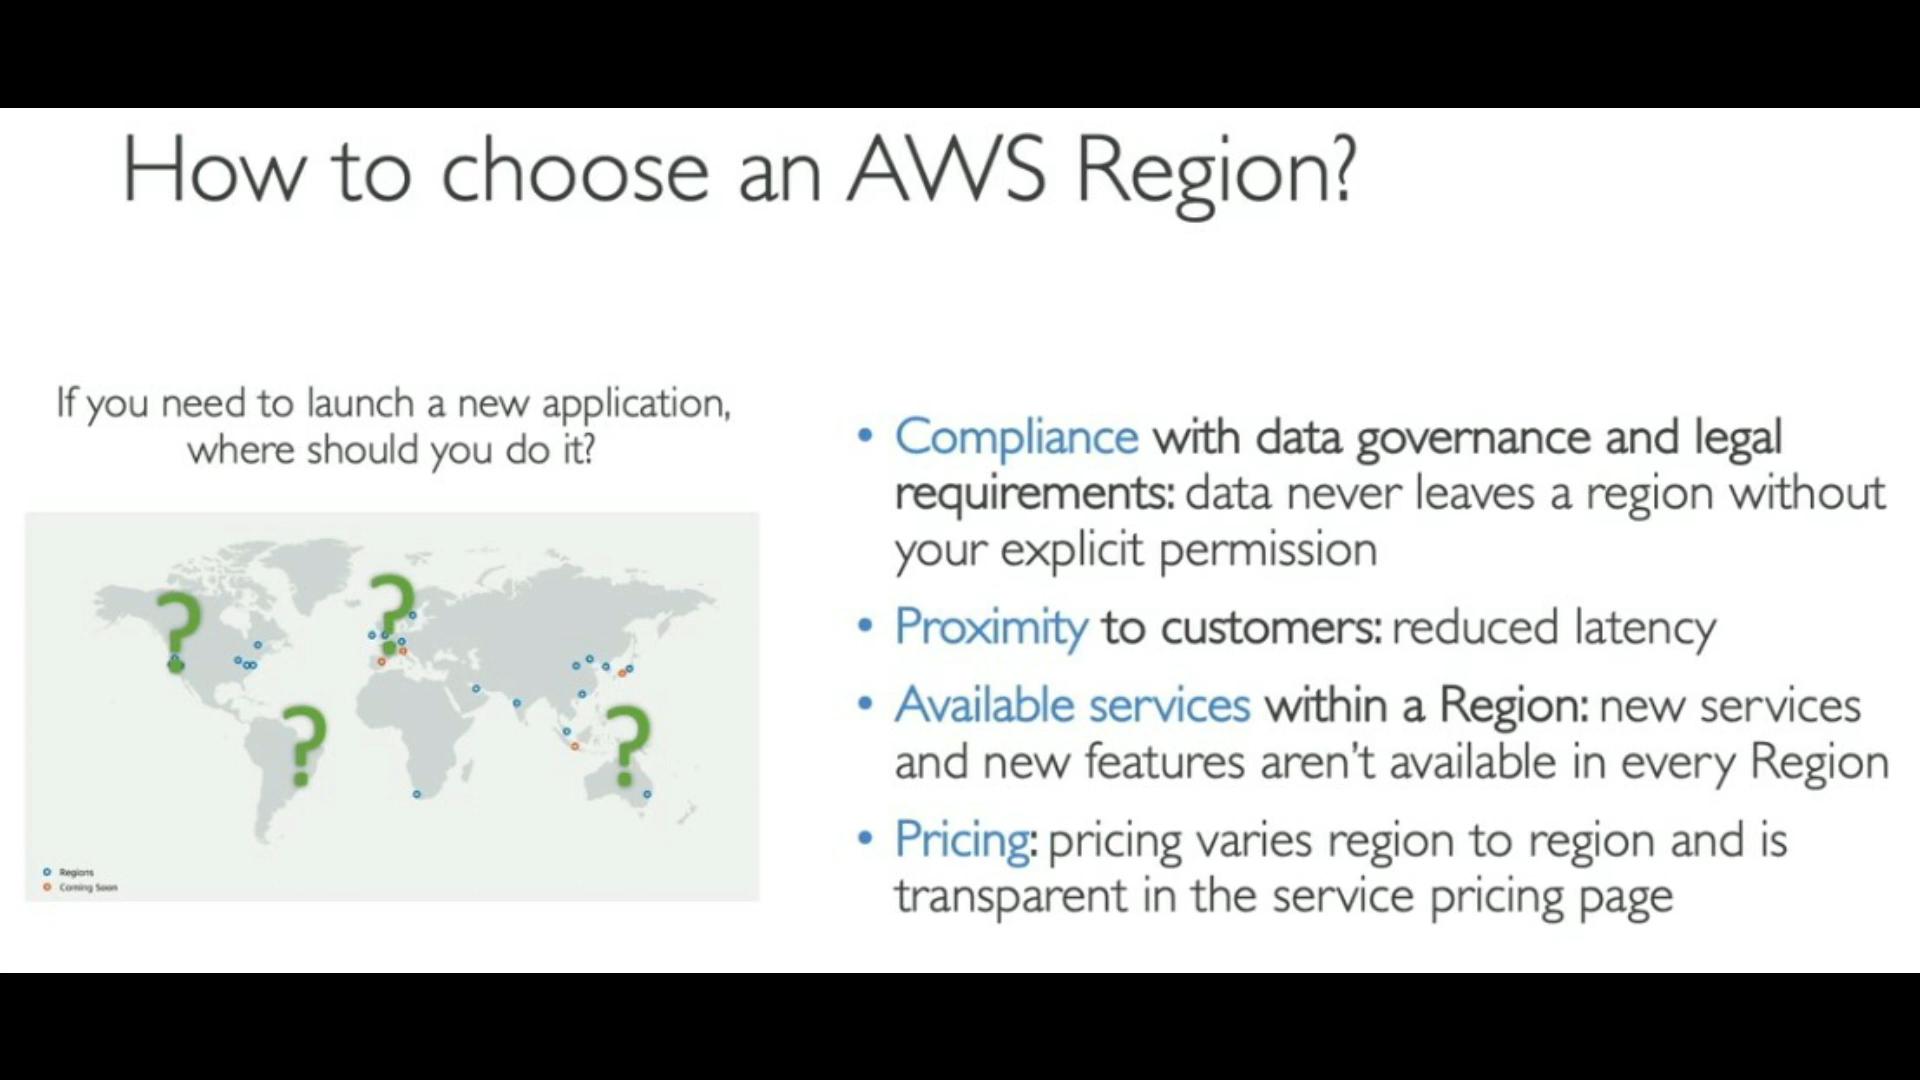 How to choose an AWS Region?
If you need to launch a new application,
where should you do it?
Regions
Coming Soon
• Compliance with data governance and legal
requirements: data never leaves a region without
your explicit permission
• Proximity to customers: reduced latency
• Available services within a Region: new services
and new features aren't available in every Region
• Pricing: pricing varies region to region and is
transparent in the service pricing page